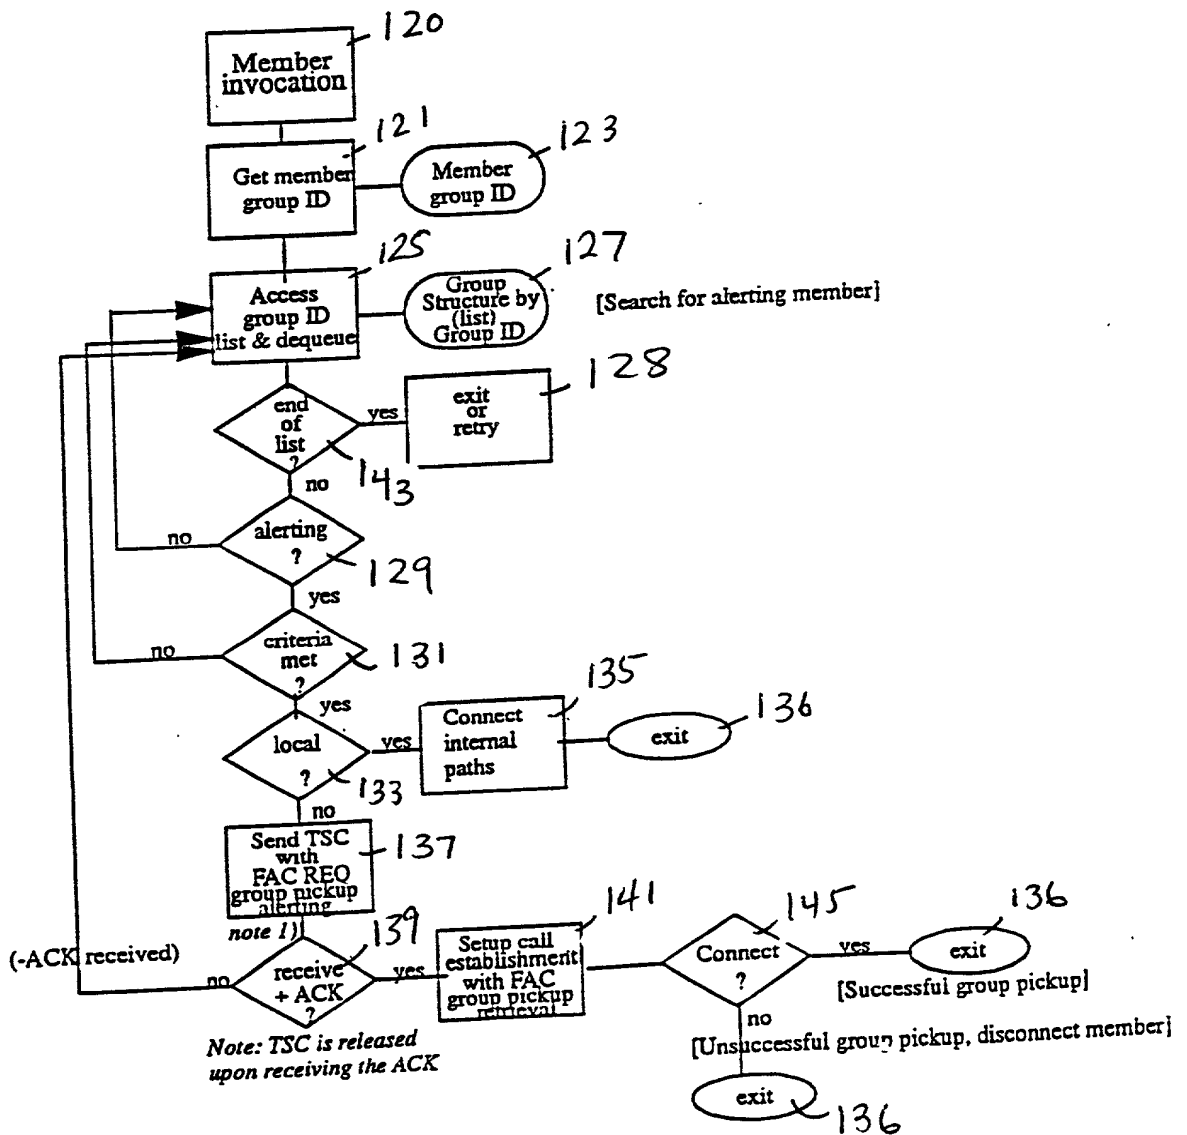 120
Member
invocation
121
123
Get member
group ID
Member
group ID
125
127
Access
group ID
list & dequeue
Group
Structure by
(list)
Group ID
[Search for alerting member]
end
of
list
?
yes
exit
or
retry
128
143
no
alerting
?
no
129
yes
criteria
met
?
no
131
yes
local
?
yes
133
Connect
internal
paths
135
exit
136
no
Send TSC
with
FAC REQ
group pickup
alerting
137
note 1)
139
(-ACK received)
no
receive
+ ACK
?
yes
Setup call
establishment
with FAC
group pickup
retrieval
141
Connect
?
145
yes
exit
136
[Successful group pickup]
no
[Unsuccessful group pickup, disconnect member]
exit
136
Note: TSC is released
upon receiving the ACK